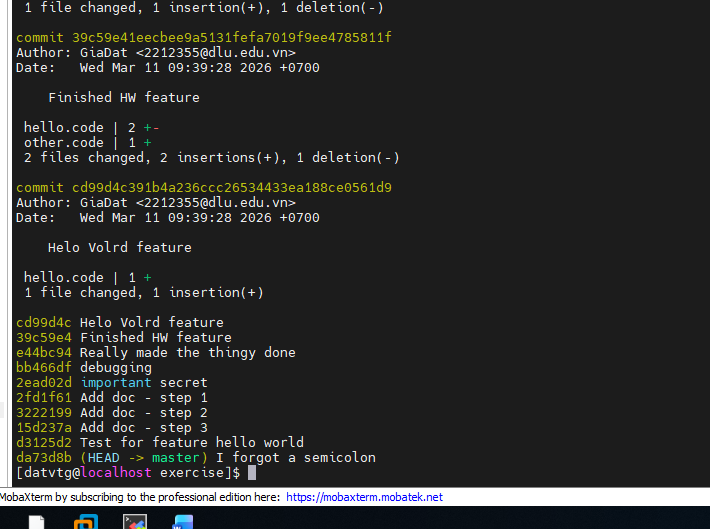 1 file changed, 1 insertion(+), 1 deletion(-)
commit 39c59e41eecbee9a5131fefa7019f9ee4785811f
Author: GiaDat <2212355@dlu.edu.vn>
Date:   Wed Mar 11 09:39:28 2026 +0700
Finished HW feature
hello.code | 2 +-
other.code | 1 +
2 files changed, 2 insertions(+), 1 deletion(-)
commit cd99d4c391b4a236ccc26534433ea188ce0561d9
Author: GiaDat <2212355@dlu.edu.vn>
Date:   Wed Mar 11 09:39:28 2026 +0700
Helo Volrd feature
hello.code | 1 +
1 file changed, 1 insertion(+)
cd99d4c Helo Volrd feature
39c59e4 Finished HW feature
e44bc94 Really made the thingy done
bb466df debugging
2ead02d important secret
2fd1f61 Add doc - step 1
3222199 Add doc - step 2
15d237a Add doc - step 3
d3125d2 Test for feature hello world
da73d8b (HEAD -> master) I forgot a semicolon
[datvtg@localhost exercise]$
MobaXterm by subscribing to the professional edition here: https://mobaxterm.mobatek.net